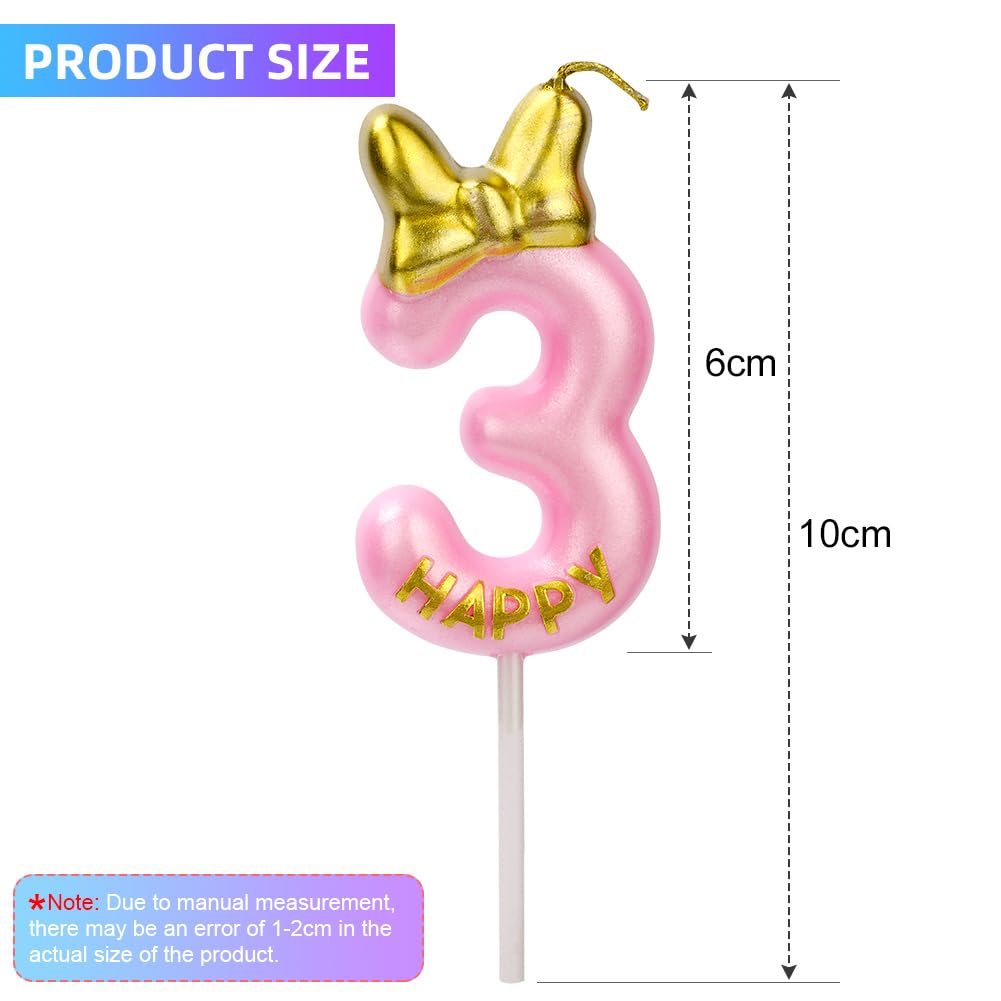 PRODUCT SIZE
6cm
10cm
3
HAPPY
*Note: Due to manual measurement,
there may be an error of 1-2cm in the
actual size of the product.